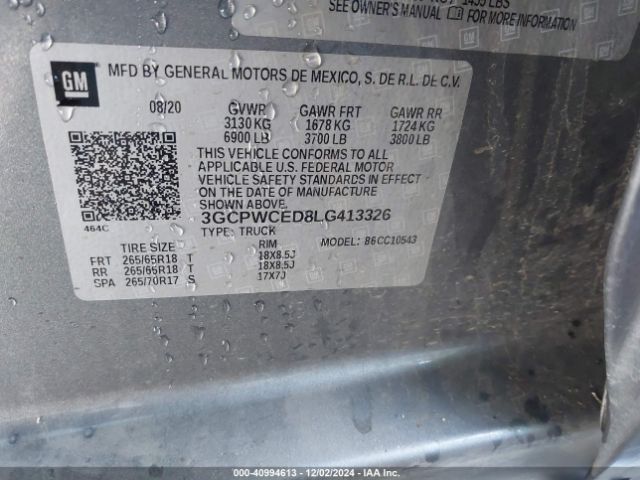 1455 LBS
SEE OWNER'S MANUAL FOR MORE INFORMATION
GM MFD BY GENERAL MOTORS DE MEXICO, S. DE R.L. DE C.V.
08/20 GVWR GAWR FRT GAWR RR
3130 KG 1678 KG 1724 KG
6900 LB 3700 LB 3800 LB
THIS VEHICLE CONFORMS TO ALL
APPLICABLE U.S. FEDERAL MOTOR
VEHICLE SAFETY STANDARDS IN EFFECT
ON THE DATE OF MANUFACTURE
SHOWN ABOVE.
3GCPWCED8LG413326
464C TYPE: TRUCK
TIRE SIZE RIM MODEL: 86CC10543
FRT 265/65R18 T 18X8.5J
RR 265/65R18 T 18X8.5J
SPA 265/70R17 S 17X7J
000-40994613 - 12/02/2024 - IAA Inc.